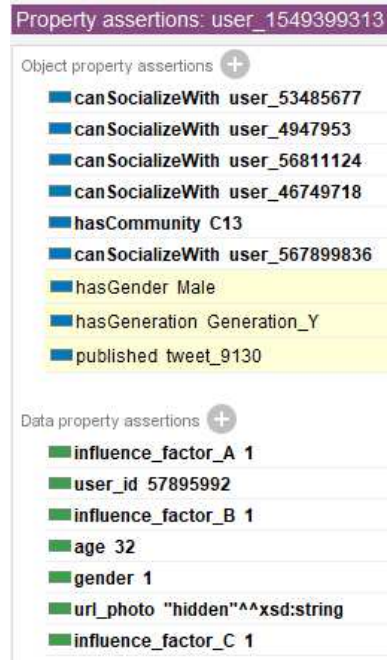 Property assertions: user_1549399313
Object property assertions
canSocializeWith user_53485677
canSocializeWith user_4947953
canSocializeWith user_56811124
canSocializeWith user_46749718
hasCommunity C13
canSocializeWith user_567899836
hasGender Male
hasGeneration Generation_Y
published tweet_9130
Data property assertions
influence_factor_A 1
user_id 57895992
influence_factor_B 1
age 32
gender 1
url_photo "hidden"^^xsd:string
influence_factor_C 1